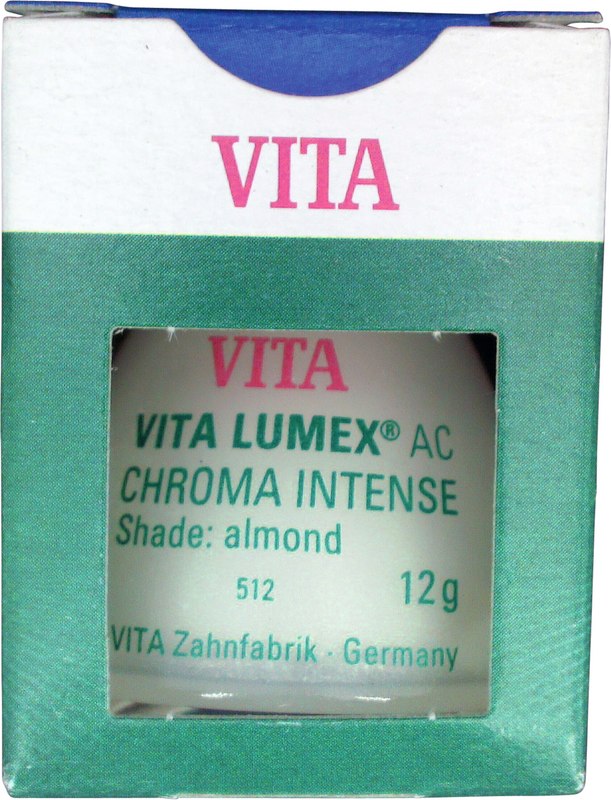 VITA
VITA
VITA LUMEX® AC
CHROMA INTENSE
Shade: almond
512 12g
VITA Zahnfabrik · Germany